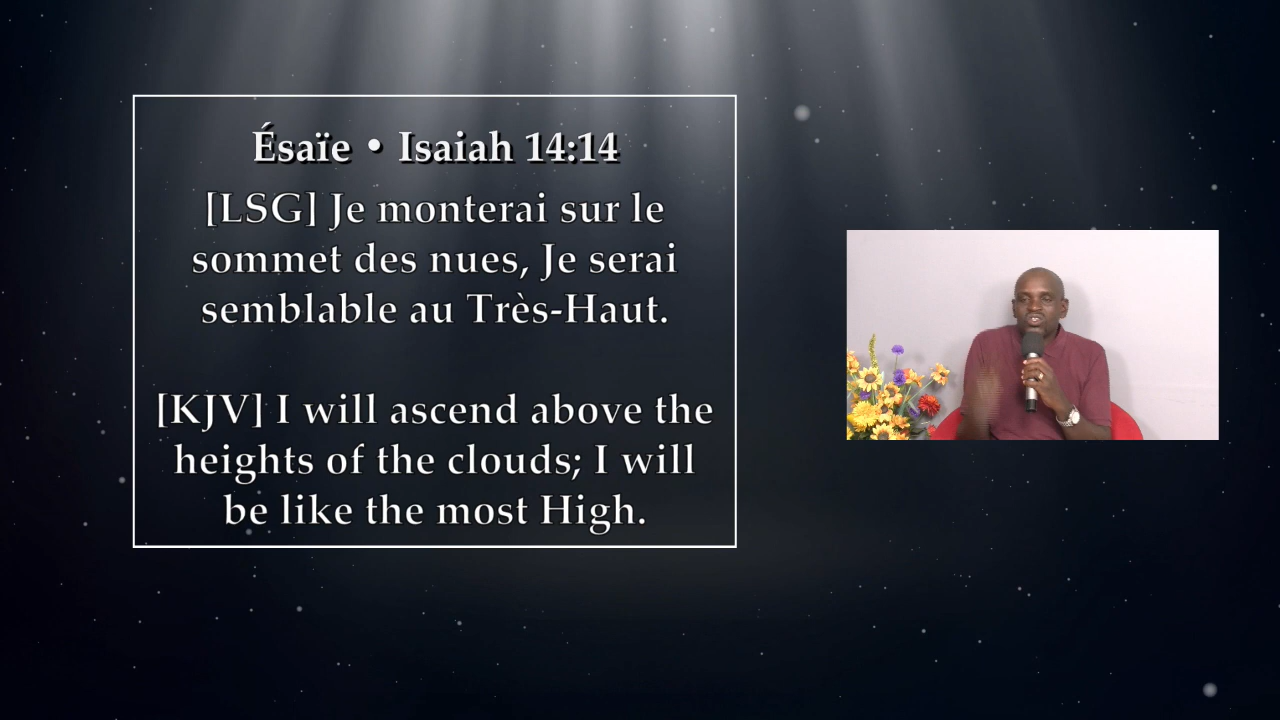 Ésaïe • Isaiah 14:14
[LSG] Je monterai sur le
sommet des nues, Je serai
semblable au Très-Haut.
[KJV] I will ascend above the
heights of the clouds; I will
be like the most High.